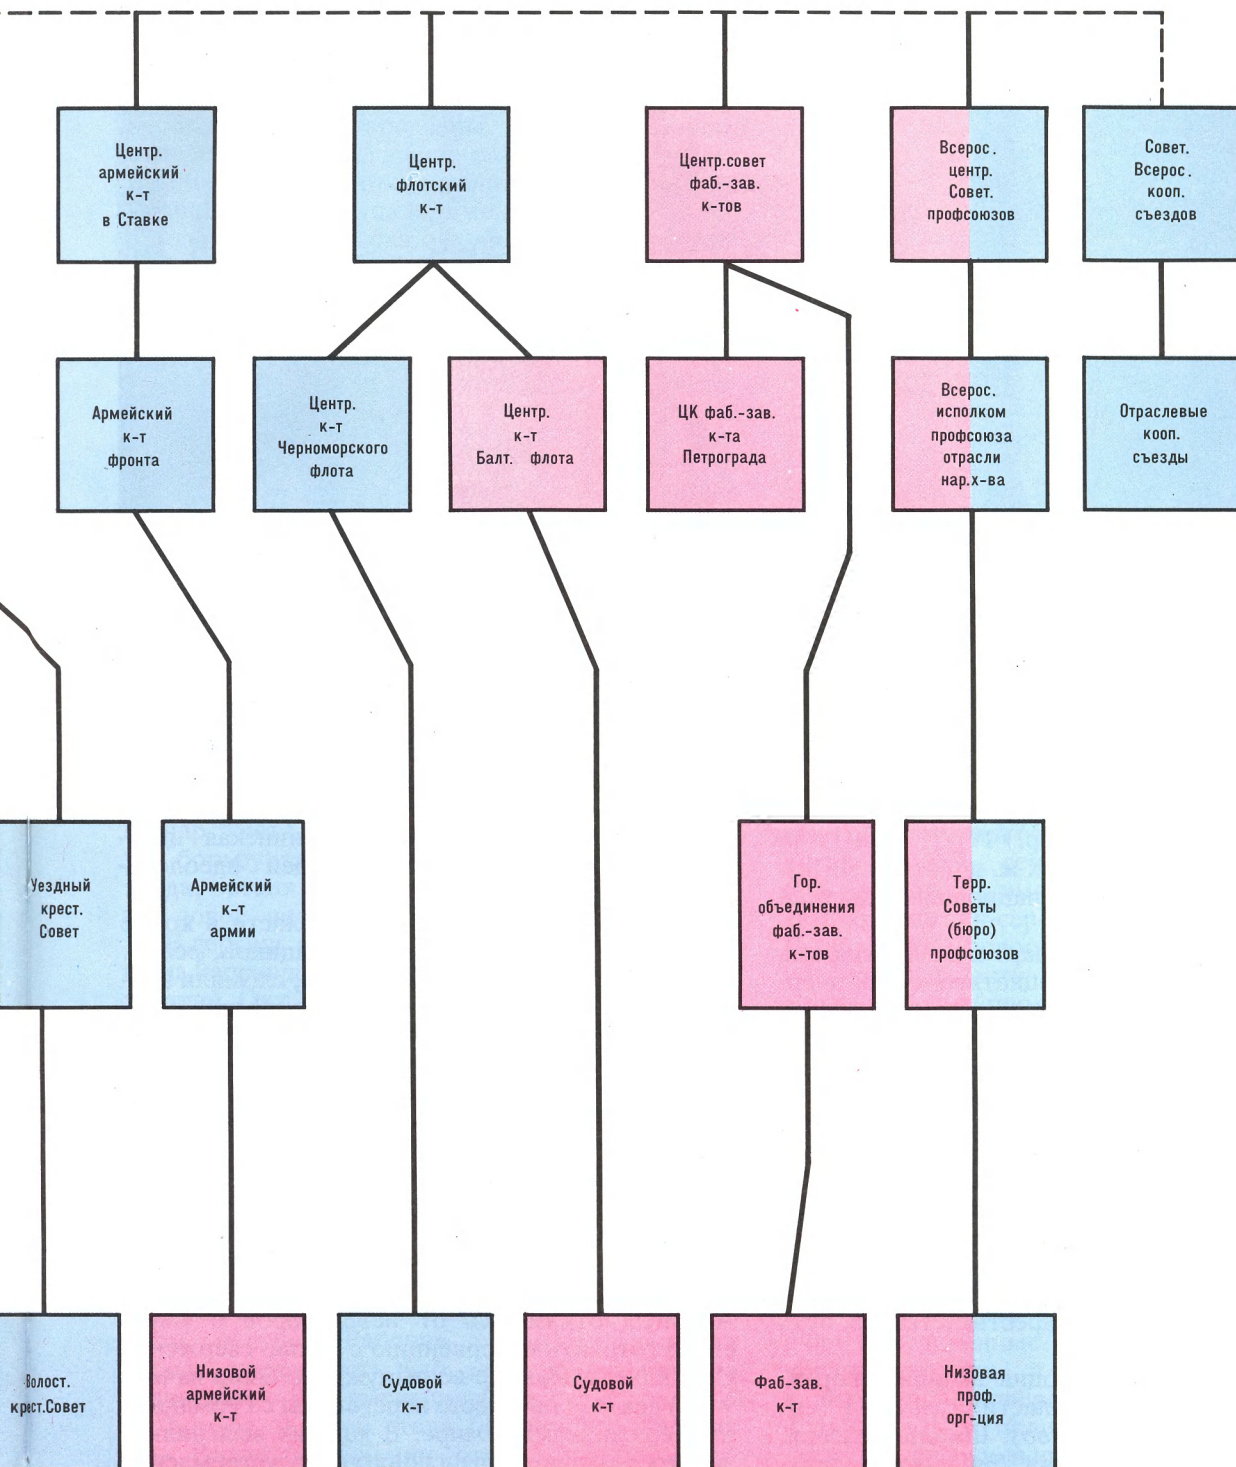 Центр.
армейский
к-т
в Ставке
Центр.
флотский
к-т
Центр.совет
фаб.-зав.
к-тов
Всерос.
центр.
Совет.
профсоюзов
Совет.
Всерос.
кооп.
съездов
Армейский
к-т
фронта
Центр.
к-т
Черноморского
флота
Центр.
к-т
Балт. флота
ЦК фаб.-зав.
к-та
Петрограда
Всерос.
исполком
профсоюза
отрасли
нар.х-ва
Отраслевые
кооп.
съезды
Уездный
крест.
Совет
Армейский
к-т
армии
Гор.
объединения
фаб.-зав.
к-тов
Терр.
Советы
(бюро)
профсоюзов
Волост.
крест.Совет
Низовой
армейский
к-т
Судовой
к-т
Судовой
к-т
Фаб-зав.
к-т
Низовая
проф.
орг-ция